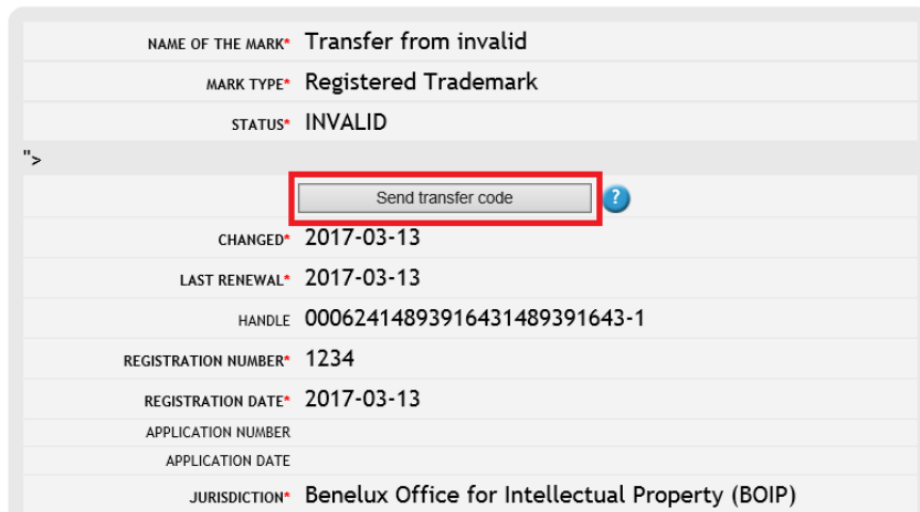 NAME OF THE MARK* Transfer from invalid
MARK TYPE* Registered Trademark
STATUS* INVALID
">
Send transfer code ?
CHANGED* 2017-03-13
LAST RENEWAL* 2017-03-13
HANDLE 00062414893916431489391643-1
REGISTRATION NUMBER* 1234
REGISTRATION DATE* 2017-03-13
APPLICATION NUMBER
APPLICATION DATE
JURISDICTION* Benelux Office for Intellectual Property (BOIP)